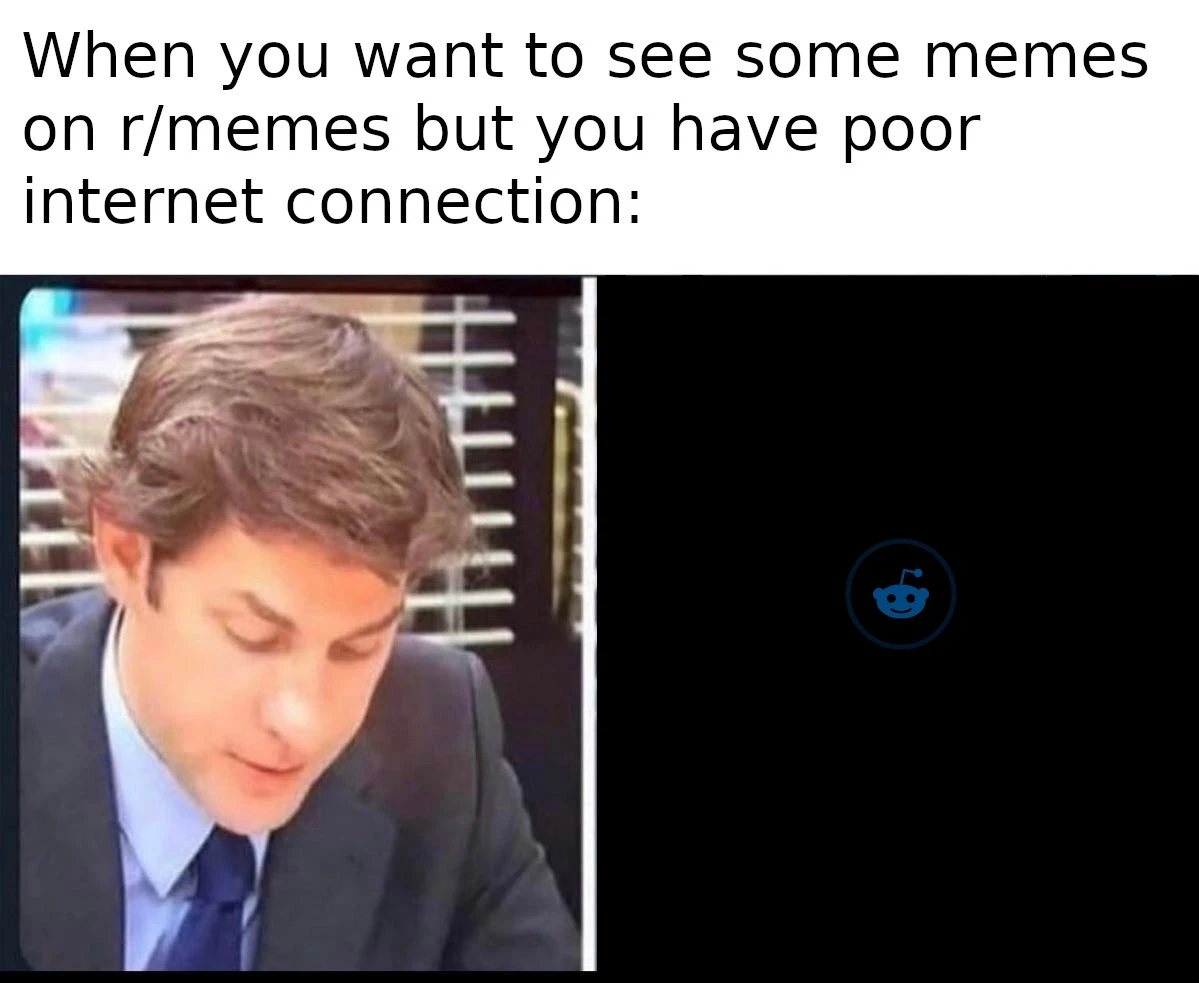 When you want to see some memes
on r/memes but you have poor
internet connection: